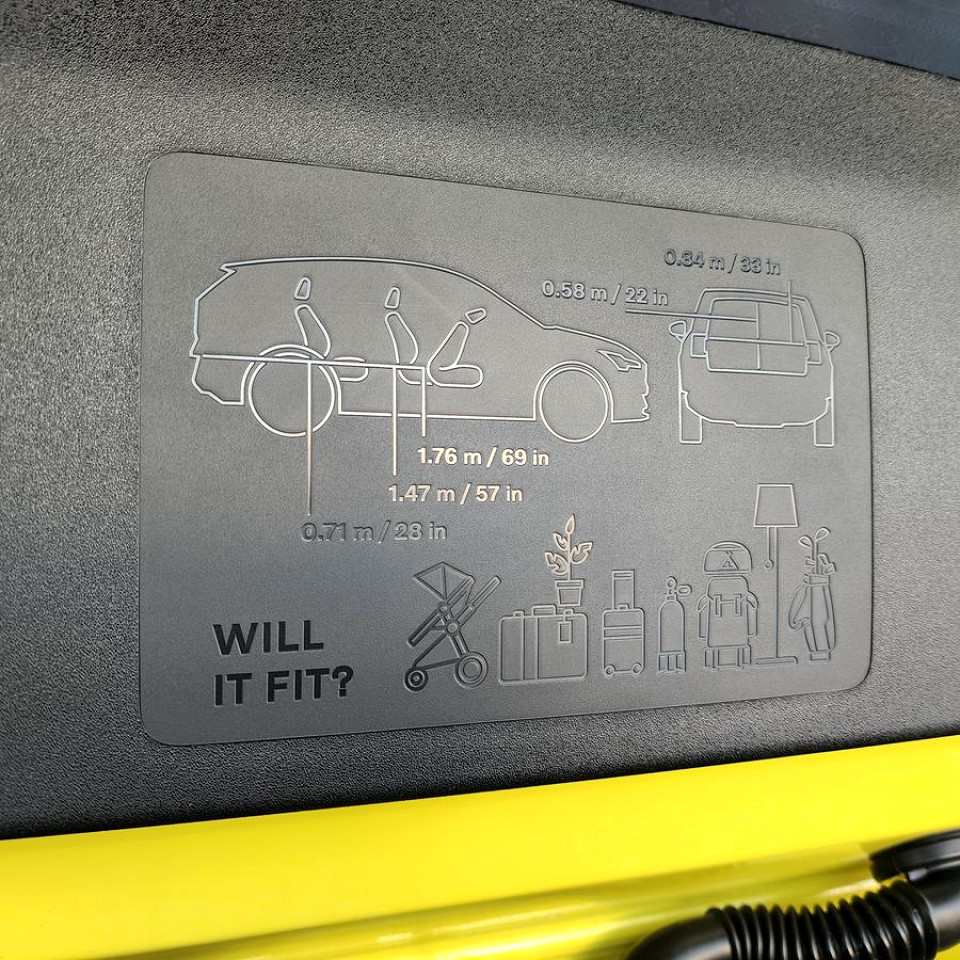 0.84 m / 33 in
0.58 m / 22 in
1.76 m / 69 in
1.47 m / 57 in
0.71 m / 28 in
WILL
IT FIT?